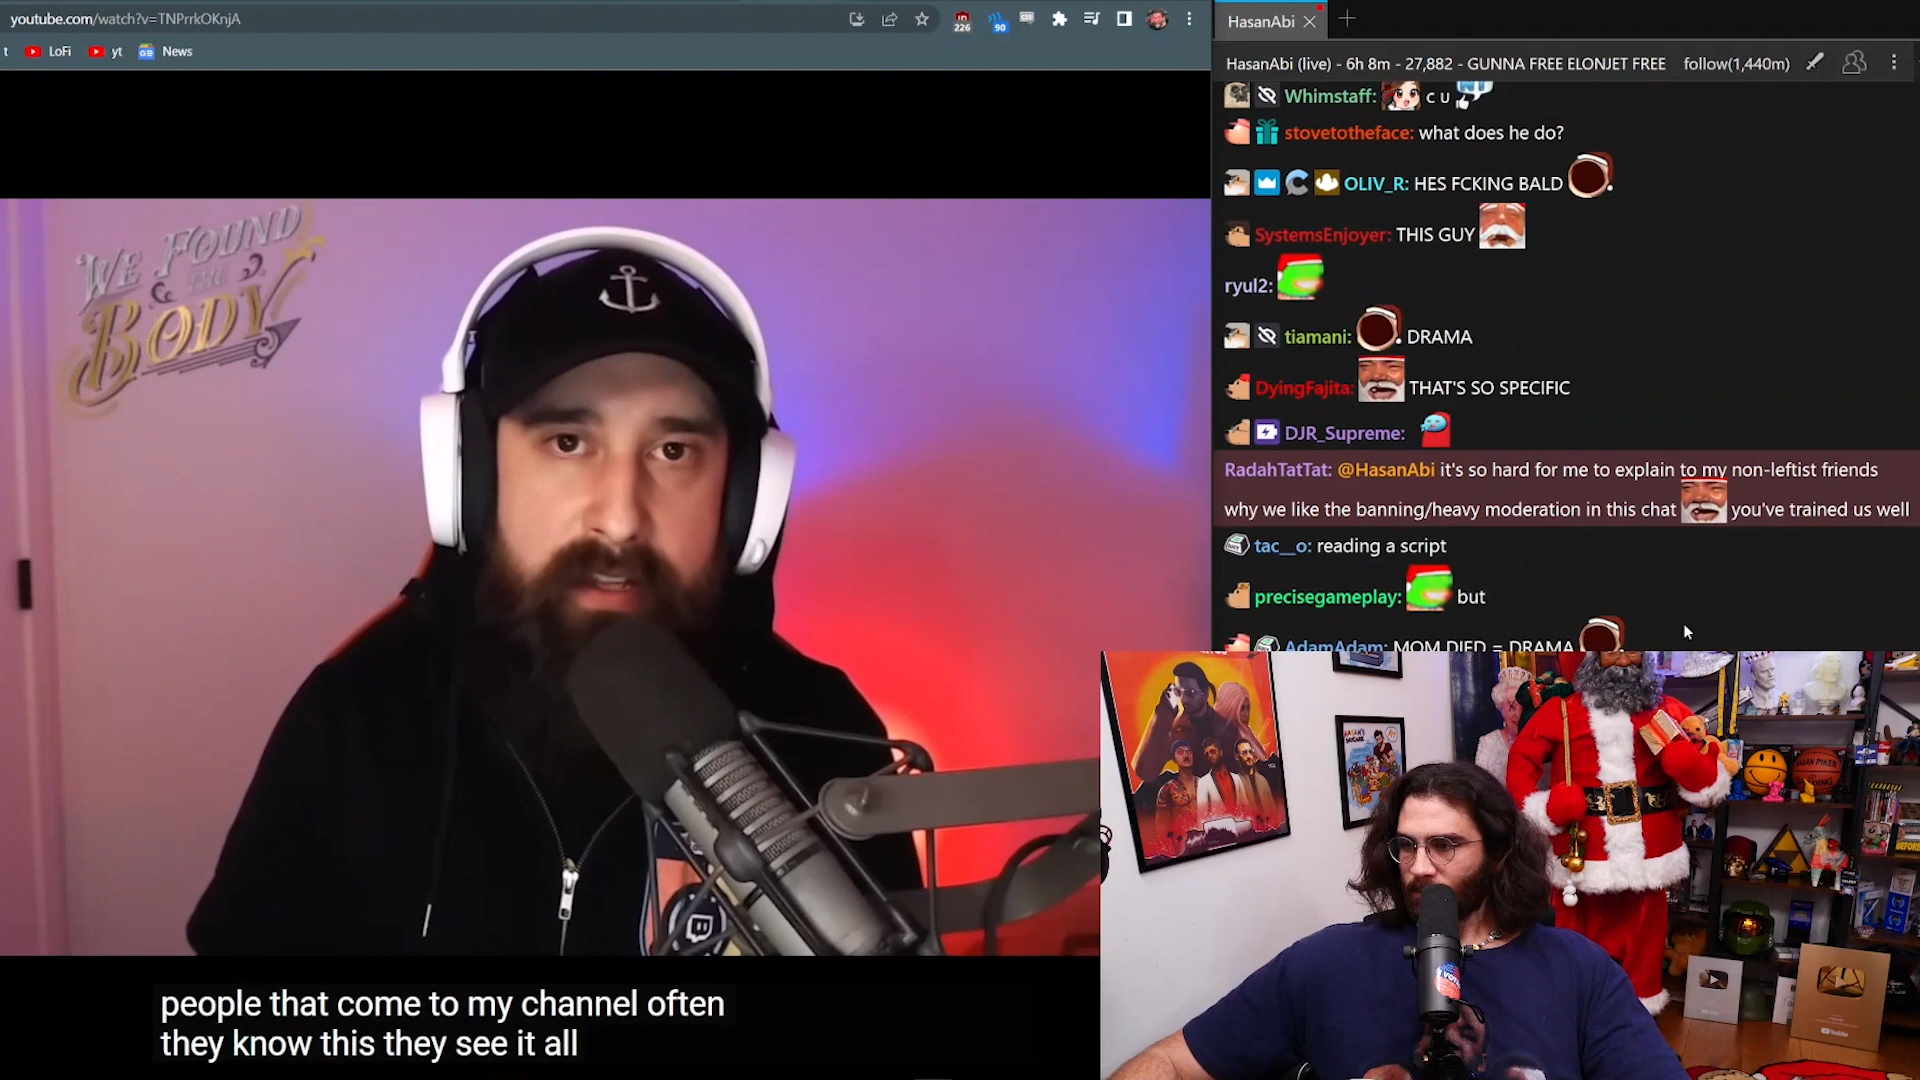 youtube.com/watch?v=TNPrrkOKnjA
226
90
t
LoFi
yt
News
HasanAbi
HasanAbi (live) - 6h 8m - 27,882 - GUNNA FREE ELONJET FREE
follow(1,440m)
Whimstaff: c u
stovetotheface: what does he do?
OLIV_R: HES FCKING BALD
SystemsEnjoyer: THIS GUY
ryul2:
tiamani: DRAMA
DyingFajita: THAT'S SO SPECIFIC
DJR_Supreme:
RadahTatTat: @HasanAbi it's so hard for me to explain to my non-leftist friends
why we like the banning/heavy moderation in this chat you've trained us well
tac__o: reading a script
precisegameplay: but
AdamAdam: MOM DIED = DRAMA
WE FOUND
THE
BODY
people that come to my channel often
they know this they see it all
HASAN PIKER